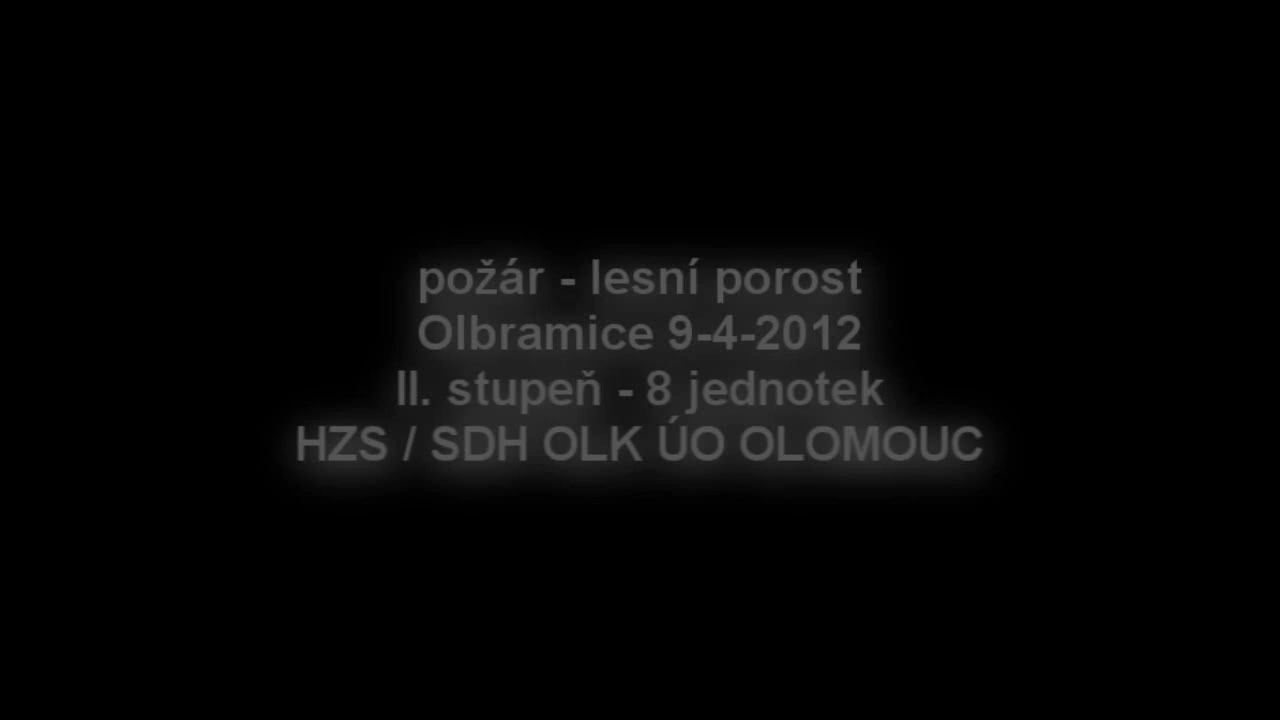 požár - lesní porost
Olbramice 9-4-2012
II. stupeň - 8 jednotek
HZS / SDH OLK ÚO OLOMOUC